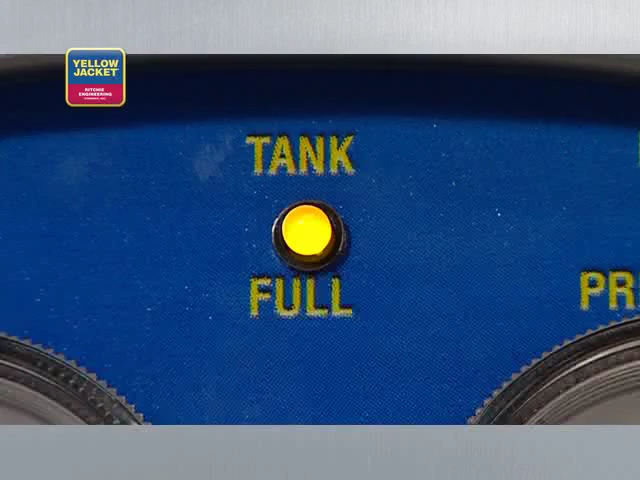 YELLOW
JACKET
RITCHIE
ENGINEERING
TANK
FULL
PR